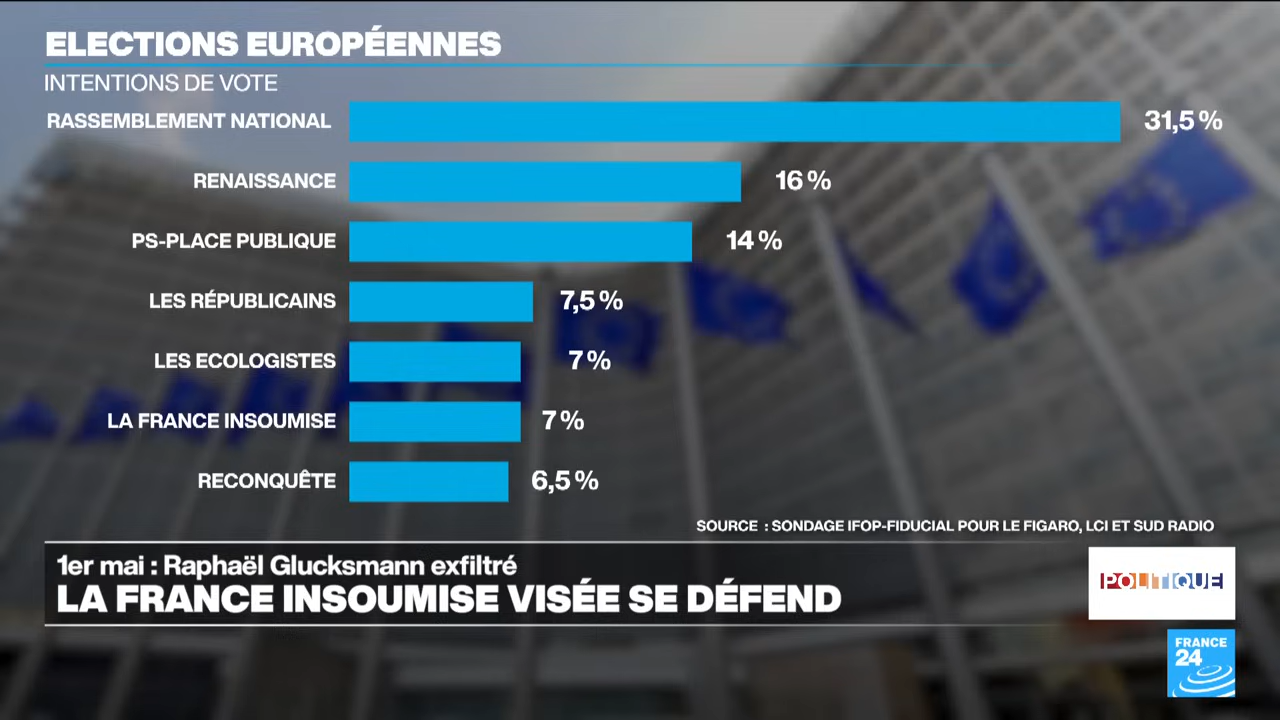 ELECTIONS EUROPÉENNES
INTENTIONS DE VOTE
RASSEMBLEMENT NATIONAL 31,5 %
RENAISSANCE 16 %
PS-PLACE PUBLIQUE 14 %
LES RÉPUBLICAINS 7,5 %
LES ECOLOGISTES 7 %
LA FRANCE INSOUMISE 7 %
RECONQUÊTE 6,5 %
SOURCE : SONDAGE IFOP-FIDUCIAL POUR LE FIGARO, LCI ET SUD RADIO
1er mai : Raphaël Glucksmann exfiltré
LA FRANCE INSOUMISE VISÉE SE DÉFEND
POLITIQUE
FRANCE
24